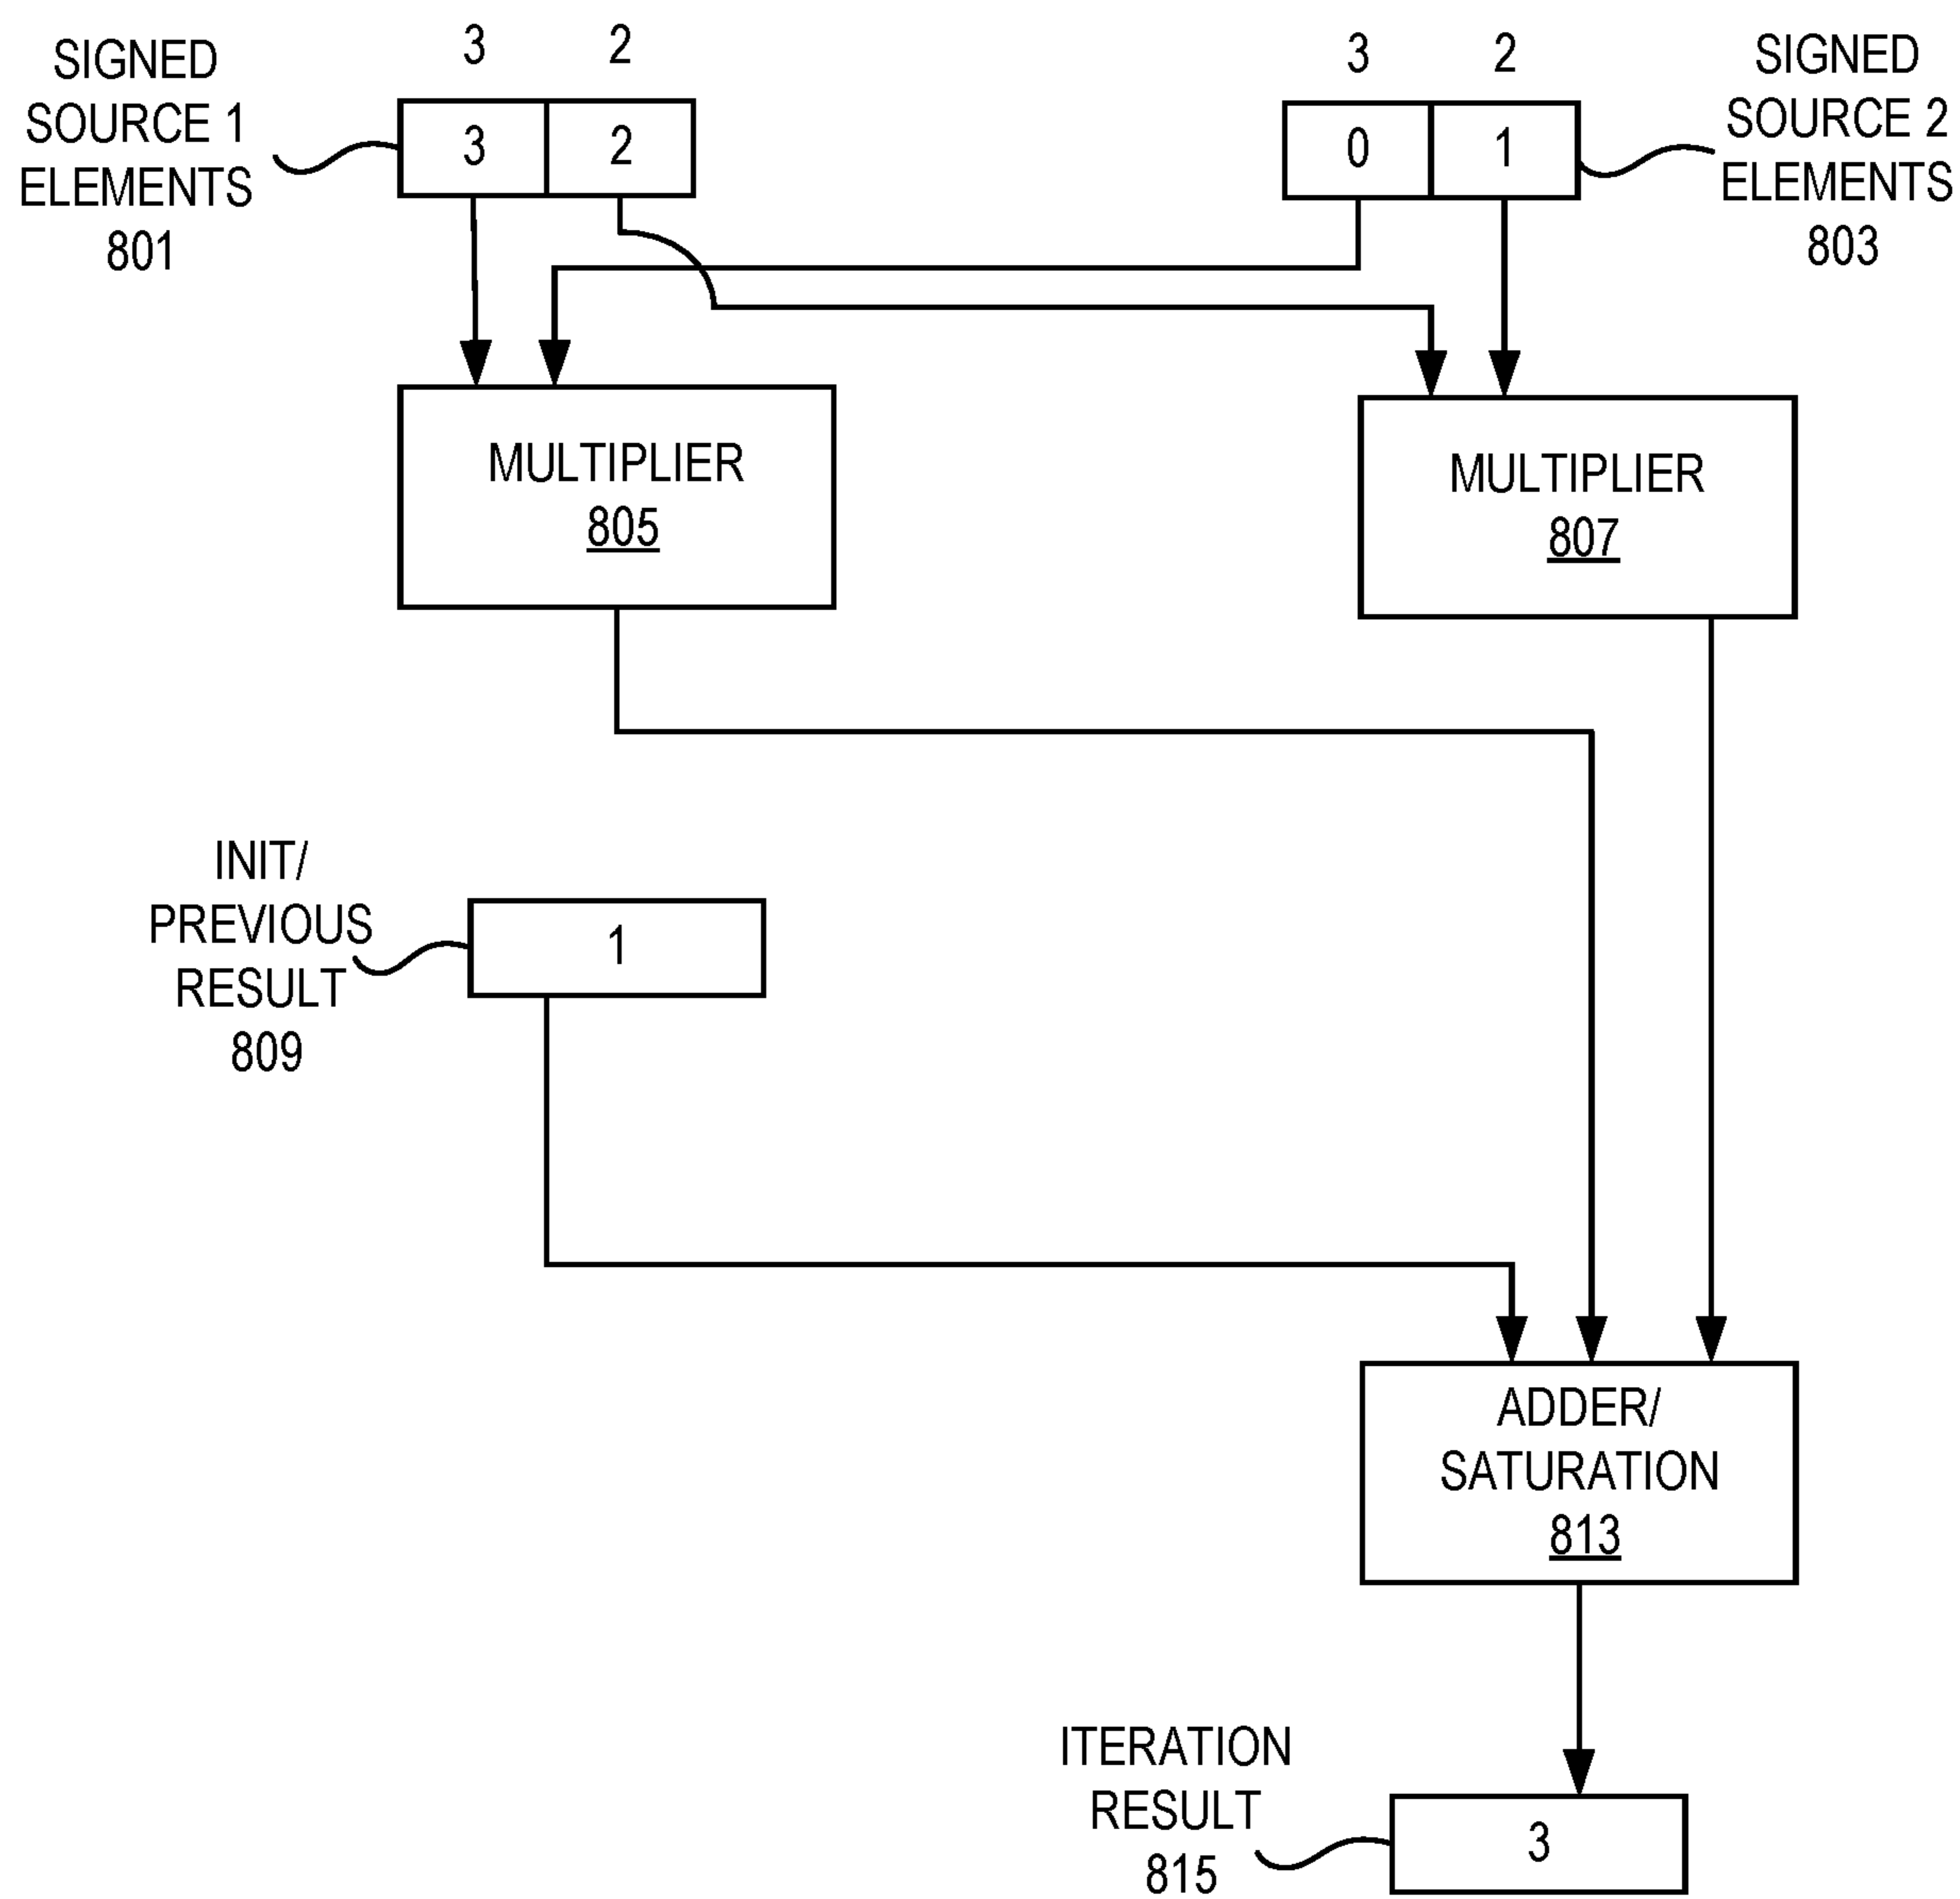 SIGNED
SOURCE 1
ELEMENTS
801
3 2
3 2
3 2
0 1
SIGNED
SOURCE 2
ELEMENTS
803
MULTIPLIER
805
MULTIPLIER
807
INIT/
PREVIOUS
RESULT
809
1
ADDER/
SATURATION
813
ITERATION
RESULT
815
3